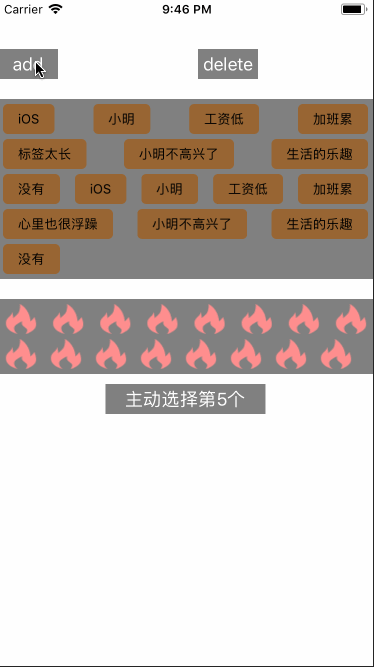 Carrier 9:46 PM
add delete
iOS 小明 工资低 加班累
标签太长 小明不高兴了 生活的乐趣
没有 iOS 小明 工资低 加班累
心里也很浮躁 小明不高兴了 生活的乐趣
没有
主动选择第5个